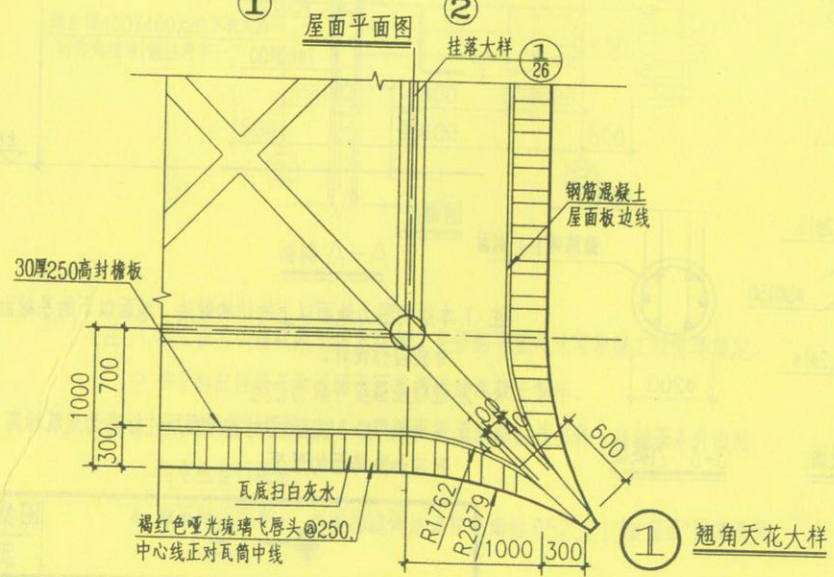 1
2
屋面平面图
挂落大样
1
26
钢筋混凝土
屋面板边线
30厚250高封檐板
1000
700
300
100
40
40
600
R1762
R2879
瓦底扫白灰水
褐红色哑光琉璃飞唇头@250,
中心线正对瓦筒中线
1000
300
1
翘角天花大样